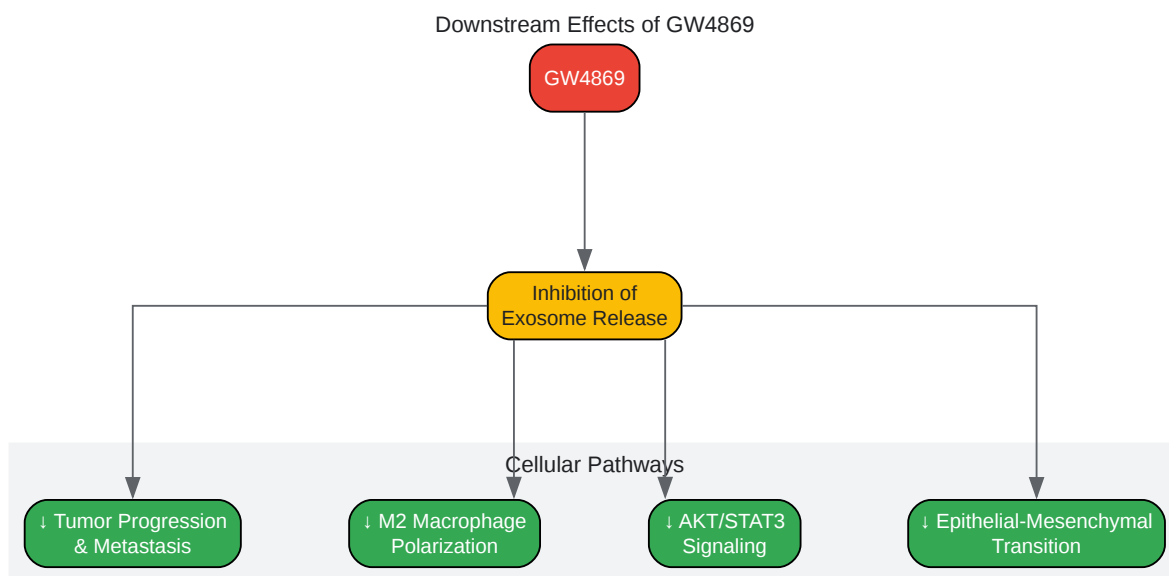 Downstream Effects of GW4869
GW4869
Inhibition of
Exosome Release
Cellular Pathways
↓ Tumor Progression
& Metastasis
↓ M2 Macrophage
Polarization
↓ AKT/STAT3
Signaling
↓ Epithelial-Mesenchymal
Transition